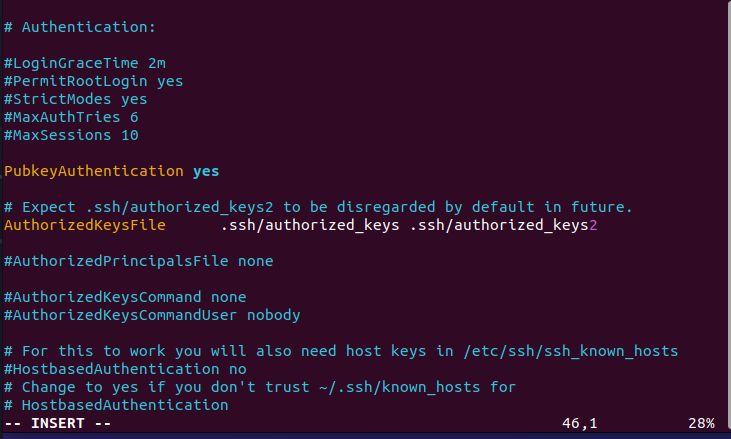 # Authentication:
#LoginGraceTime 2m
#PermitRootLogin yes
#StrictModes yes
#MaxAuthTries 6
#MaxSessions 10
PubkeyAuthentication yes
# Expect .ssh/authorized_keys2 to be disregarded by default in future.
AuthorizedKeysFile      .ssh/authorized_keys .ssh/authorized_keys2
#AuthorizedPrincipalsFile none
#AuthorizedKeysCommand none
#AuthorizedKeysCommandUser nobody
# For this to work you will also need host keys in /etc/ssh/ssh_known_hosts
#HostbasedAuthentication no
# Change to yes if you don't trust ~/.ssh/known_hosts for
# HostbasedAuthentication
-- INSERT -- 46,1 28%